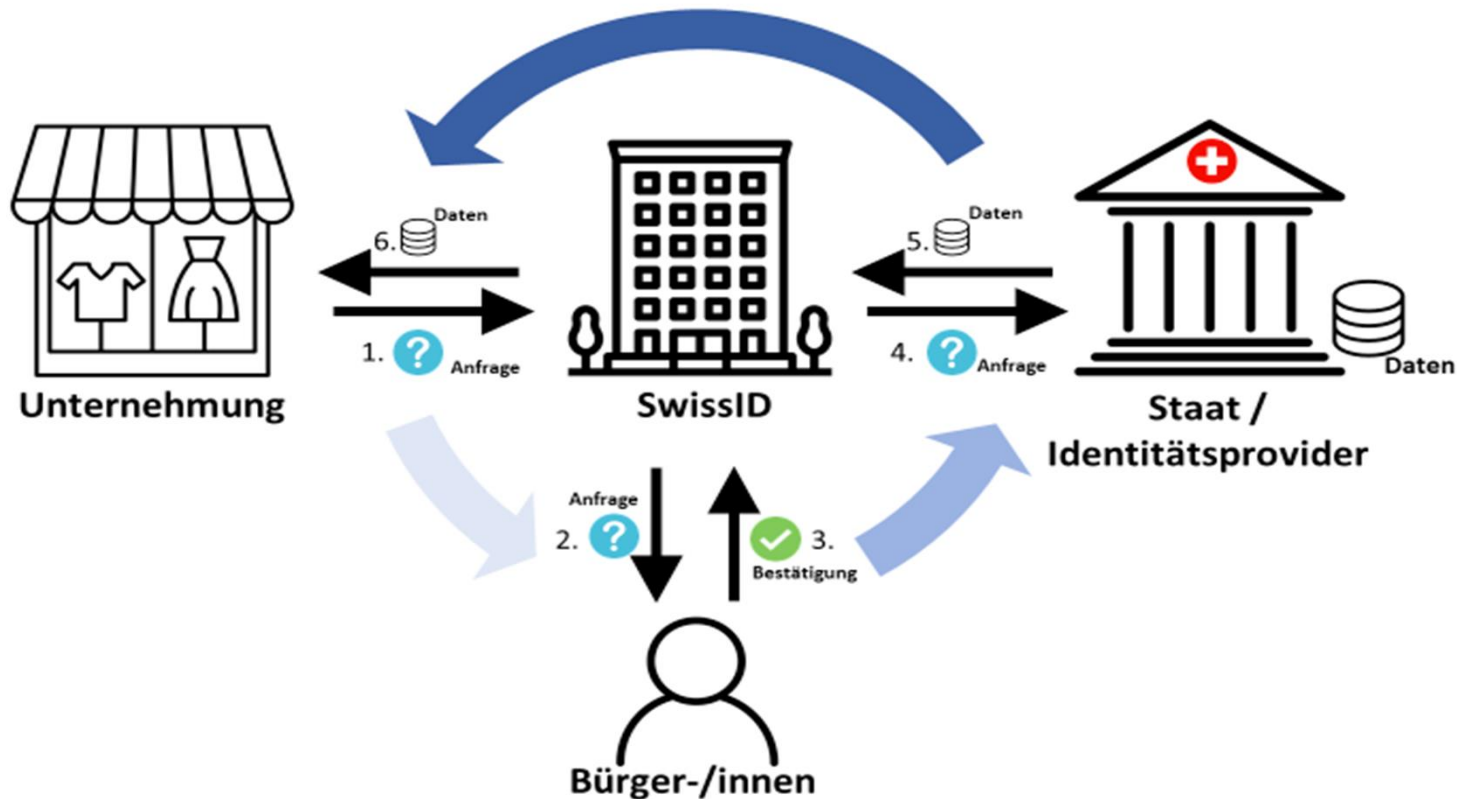 6.
Daten
5.
Daten
1. ?
Anfrage
4. ?
Anfrage
Daten
Unternehmung
SwissID
Staat /
Identitätsprovider
Anfrage
2. ?
3.
Bestätigung
Bürger-/innen